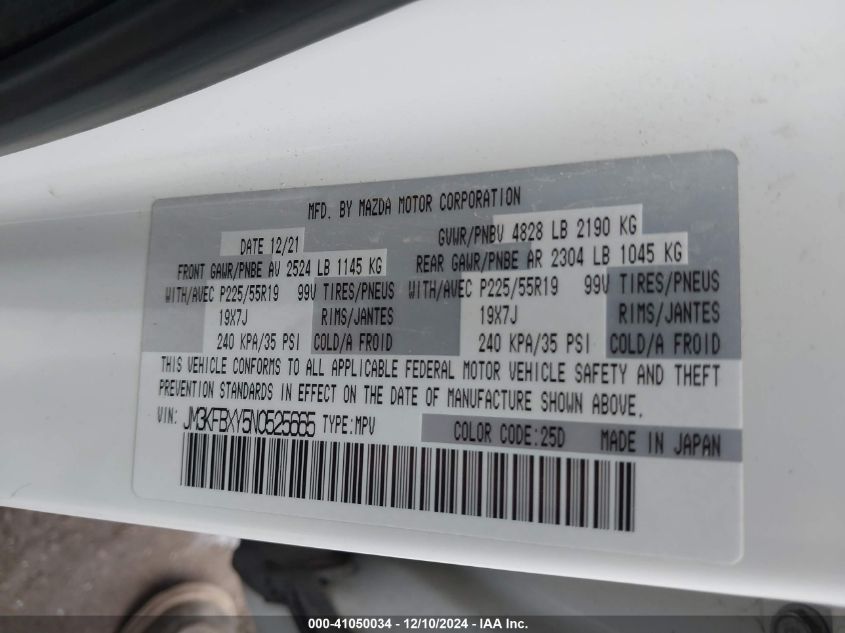 MFD. BY MAZDA MOTOR CORPORATION
DATE 12/21 GVWR/PNBV 4828 LB 2190 KG
FRONT GAWR/PNBE AV 2524 LB 1145 KG REAR GAWR/PNBE AR 2304 LB 1045 KG
WITH/AVEC P225/55R19 99V TIRES/PNEUS WITH/AVEC P225/55R19 99V TIRES/PNEUS
19X7J RIMS/JANTES 19X7J RIMS/JANTES
240 KPA/35 PSI COLD/A FROID 240 KPA/35 PSI COLD/A FROID
THIS VEHICLE CONFORMS TO ALL APPLICABLE FEDERAL MOTOR VEHICLE SAFETY AND THEFT
PREVENTION STANDARDS IN EFFECT ON THE DATE OF MANUFACTURE SHOWN ABOVE.
VIN: JM3KFBXY5N0525665 TYPE:MPV COLOR CODE:25D MADE IN JAPAN
000-41050034 - 12/10/2024 - IAA Inc.